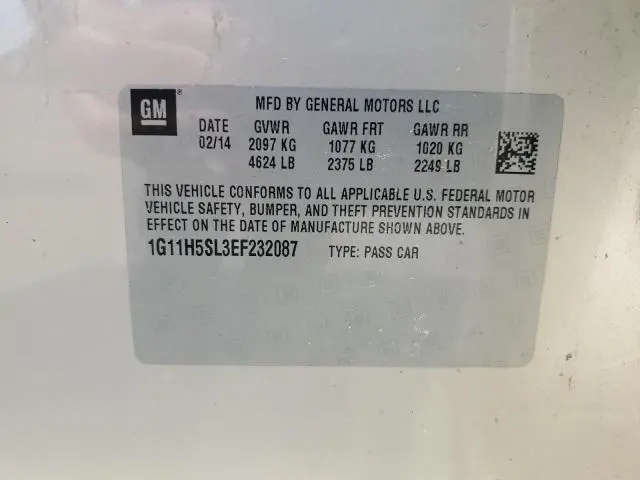 GM ®
MFD BY GENERAL MOTORS LLC
DATE GVWR GAWR FRT GAWR RR
02/14 2097 KG 1077 KG 1020 KG
4624 LB 2375 LB 2249 LB
THIS VEHICLE CONFORMS TO ALL APPLICABLE U.S. FEDERAL MOTOR
VEHICLE SAFETY, BUMPER, AND THEFT PREVENTION STANDARDS IN
EFFECT ON THE DATE OF MANUFACTURE SHOWN ABOVE.
1G11H5SL3EF232087 TYPE: PASS CAR